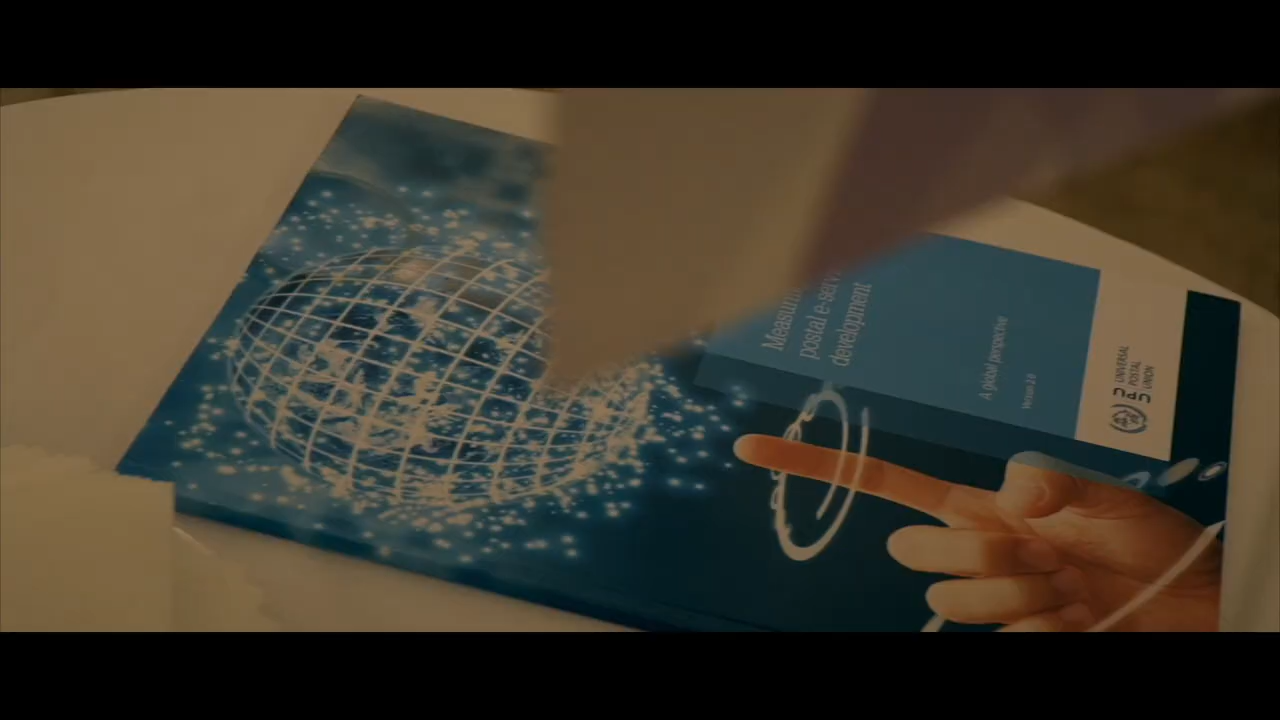 postal e-serv
development
A global perspective
Version 2.0
UNIVERSAL
POSTAL
UNION